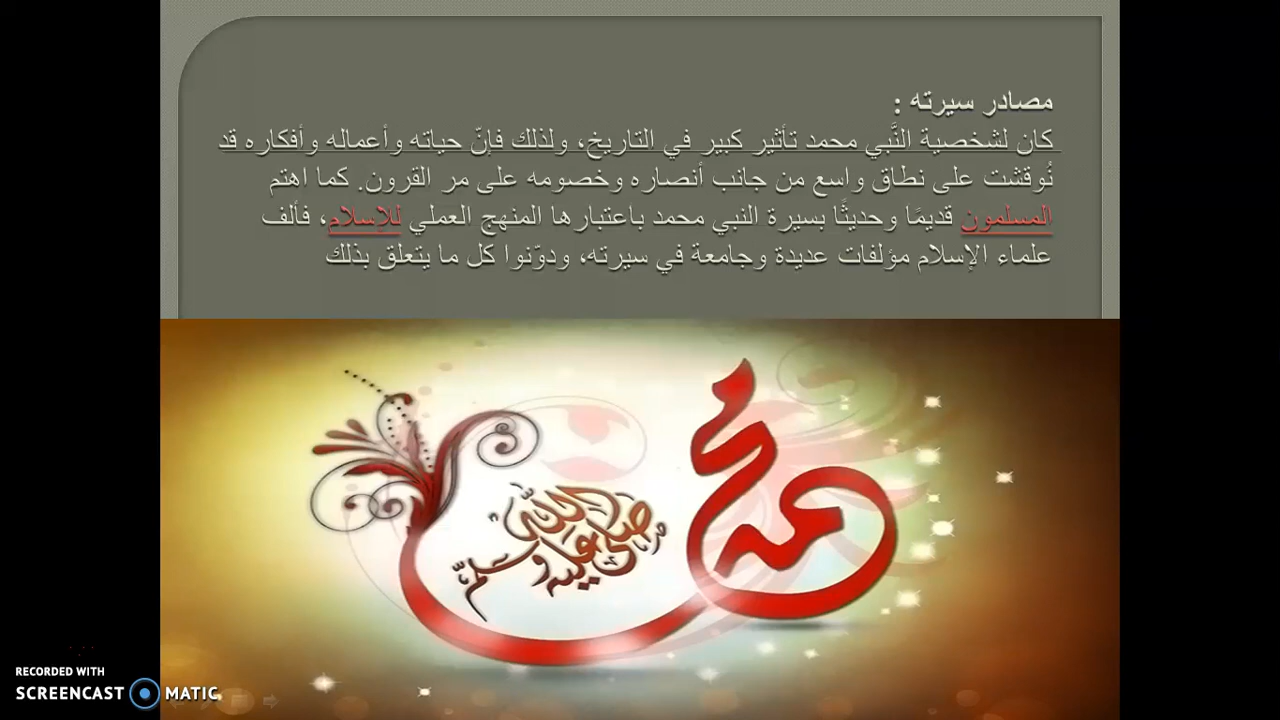 مصادر سيرته :
كان لشخصية النَّبي محمد تأثير كبير في التاريخ، ولذلك فإنّ حياته وأعماله وأفكاره قد
نُوقشت على نطاق واسع من جانب أنصاره وخصومه على مر القرون. كما اهتم
المسلمون قديمًا وحديثًا بسيرة النبي محمد باعتبارها المنهج العملي للإسلام، فألف
علماء الإسلام مؤلفات عديدة وجامعة في سيرته، ودوّنوا كل ما يتعلق بذلك
محمد
صلى الله عليه وسلم
RECORDED WITH
SCREENCAST MATIC